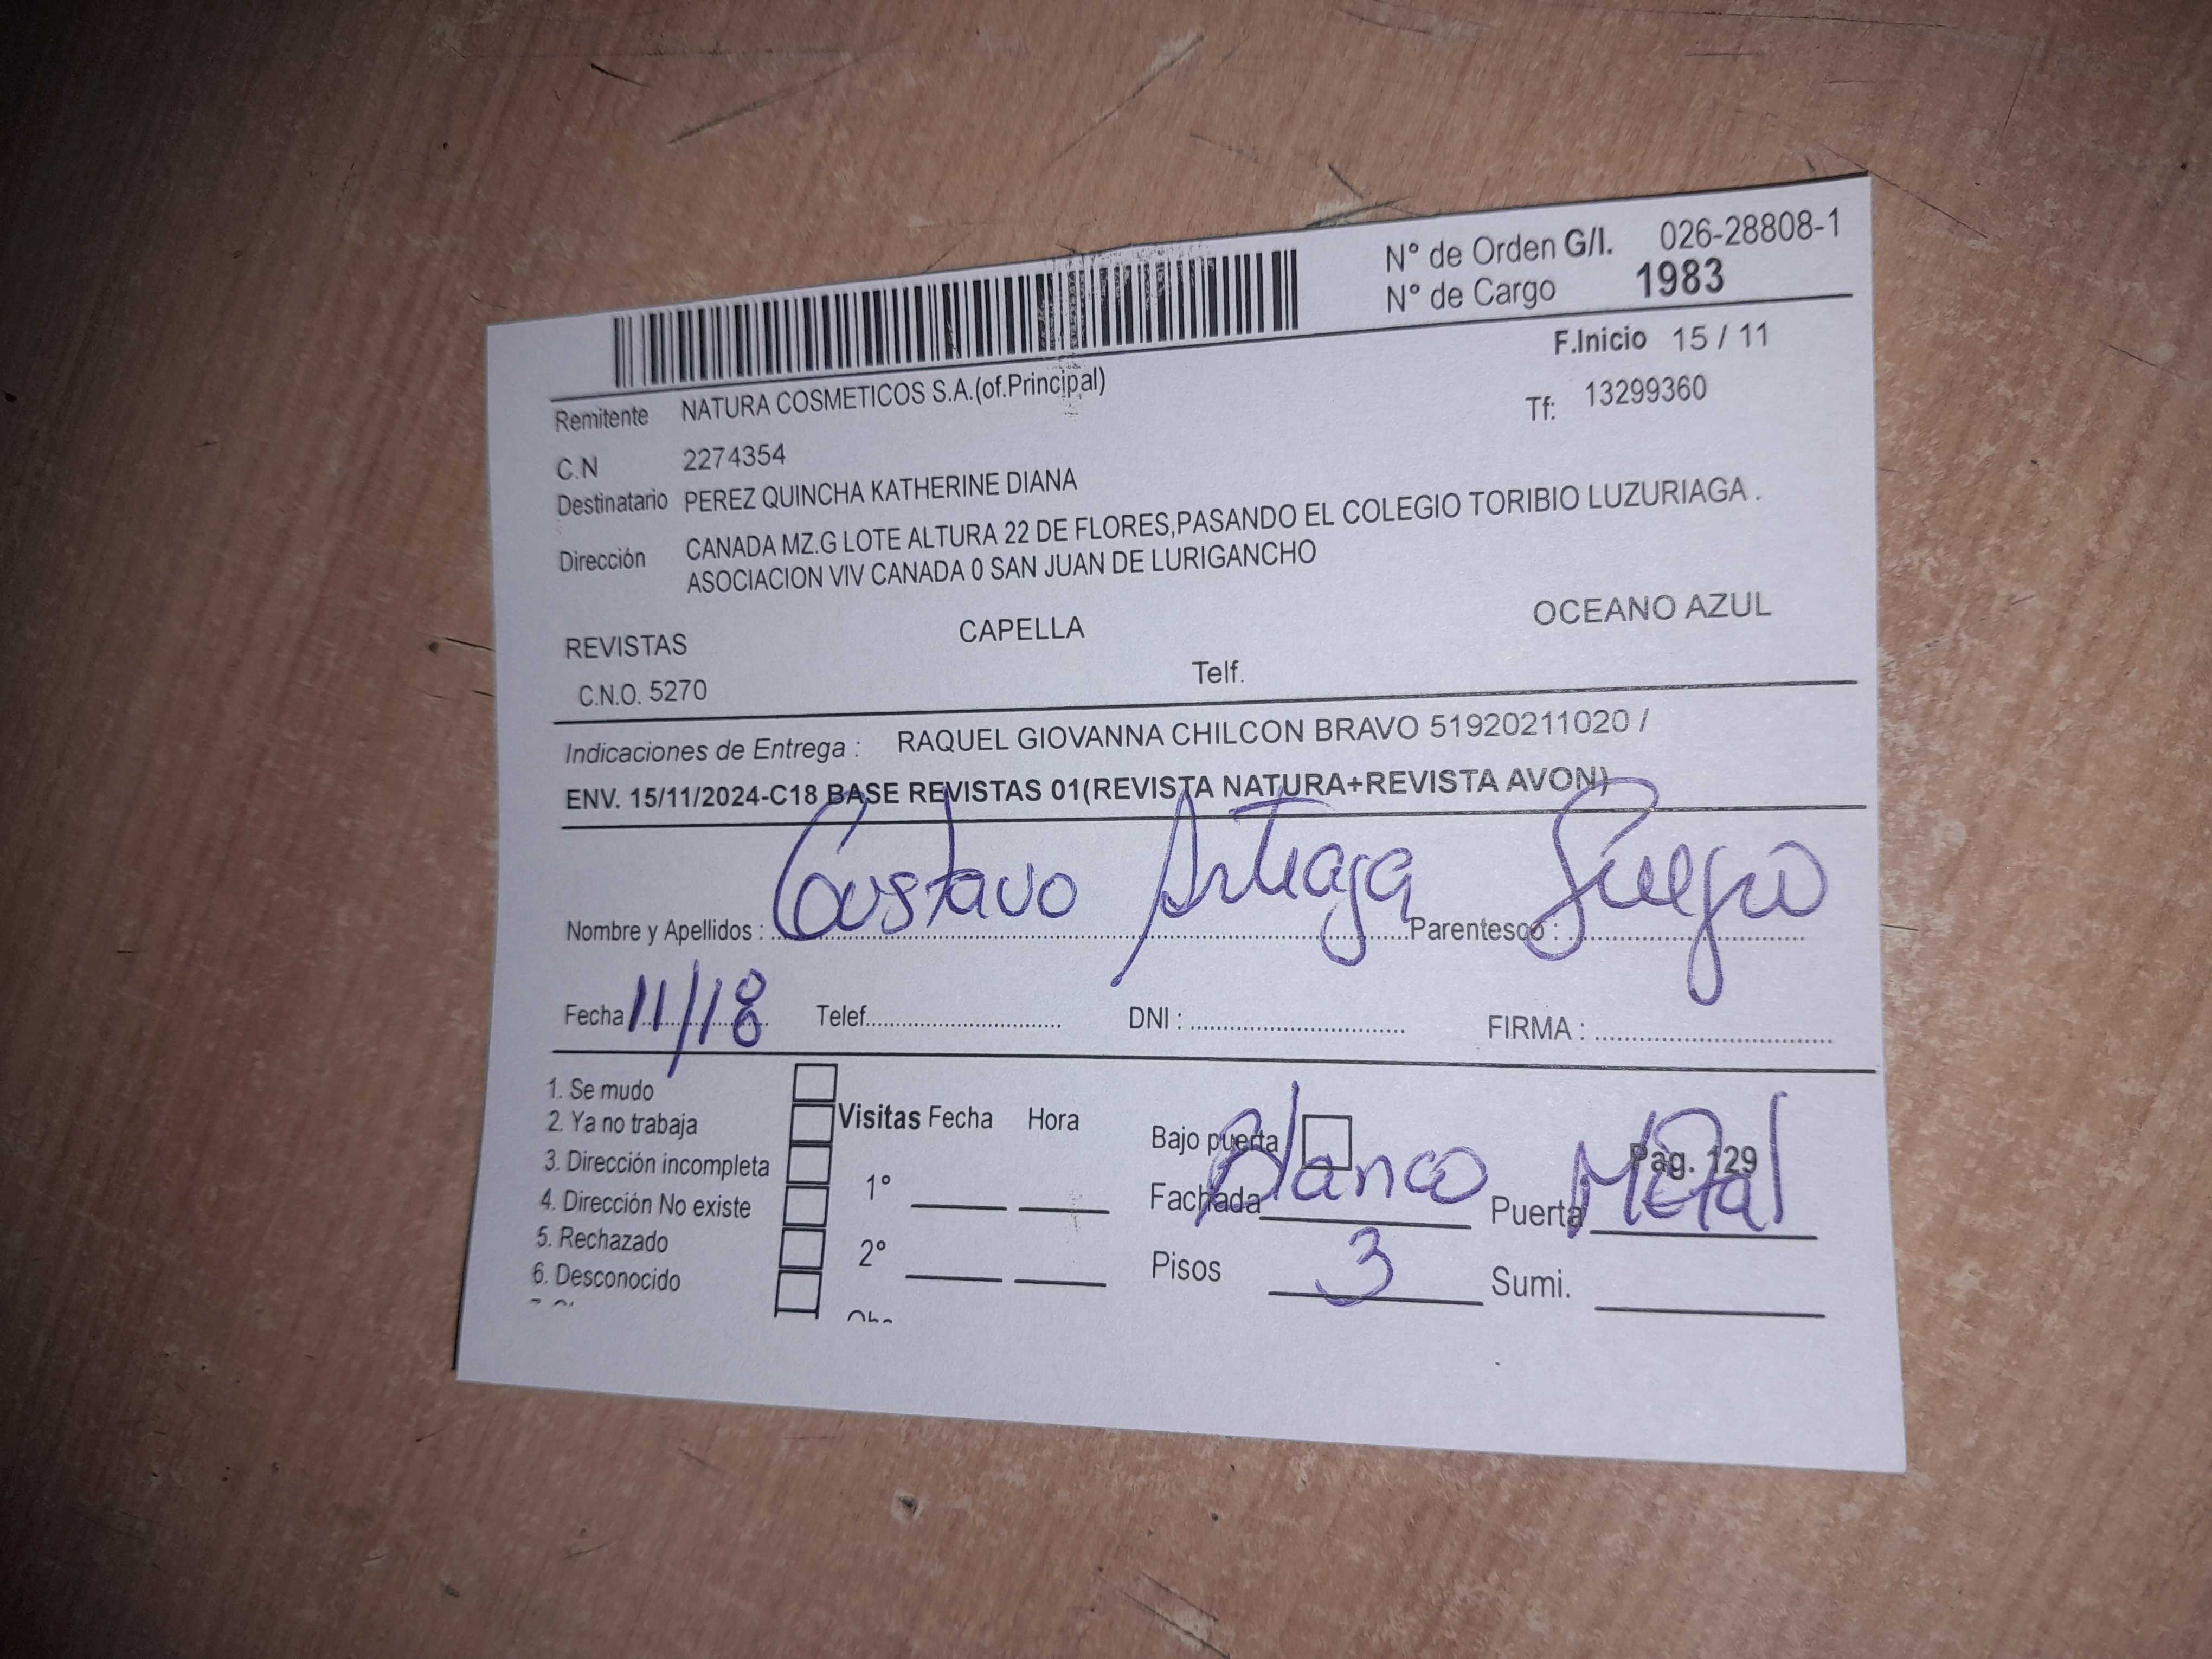 N° de Orden G/I. 026-28808-1
N° de Cargo 1983
F.Inicio 15 / 11
Remitente NATURA COSMETICOS S.A.(of.Principal)
Tf: 13299360
C.N 2274354
Destinatario PEREZ QUINCHA KATHERINE DIANA
Dirección CANADA MZ.G LOTE ALTURA 22 DE FLORES,PASANDO EL COLEGIO TORIBIO LUZURIAGA .
ASOCIACION VIV CANADA 0 SAN JUAN DE LURIGANCHO
REVISTAS CAPELLA OCEANO AZUL
C.N.O. 5270 Telf.
Indicaciones de Entrega : RAQUEL GIOVANNA CHILCON BRAVO 51920211020 /
ENV. 15/11/2024-C18 BASE REVISTAS 01(REVISTA NATURA+REVISTA AVON)
Nombre y Apellidos : Gustavo Artiaga Parentesco : Suegro
Fecha 11/18 Telef. DNI : FIRMA :
1. Se mudo
2. Ya no trabaja
3. Dirección incompleta
4. Dirección No existe
5. Rechazado
6. Desconocido
Visitas Fecha Hora
1°
2°
Bajo puerta Pág. 129
Fachada blanco Puerta Metal
Pisos 3 Sumi.